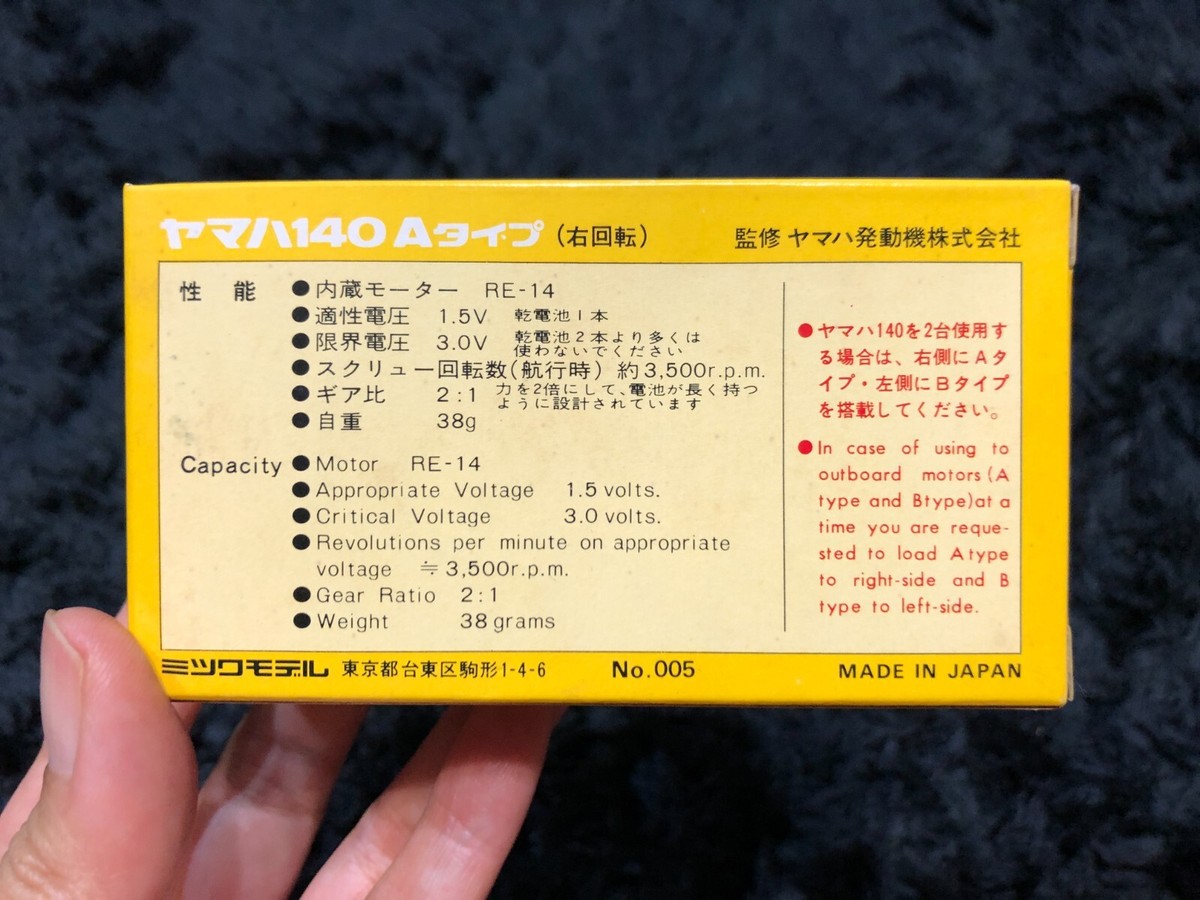 ヤマハ140 Aタイプ（右回転） 監修 ヤマハ発動機株式会社
性 能 ●内蔵モーター RE-14
●適性電圧 1.5V 乾電池1本
●限界電圧 3.0V 乾電池2本より多くは
使わないでください
●スクリュー回転数(航行時) 約3,500r.p.m.
●ギア比 2:1 力を2倍にして、電池が長く持つ
ように設計されています
●自重 38g
Capacity ●Motor RE-14
●Appropriate Voltage 1.5 volts.
●Critical Voltage 3.0 volts.
●Revolutions per minute on appropriate
voltage ≒ 3,500r.p.m.
●Gear Ratio 2:1
●Weight 38 grams
●ヤマハ140を2台使用す
る場合は、右側にAタ
イプ・左側にBタイプ
を搭載してください。
●In case of using to
outboard motors(A
type and Btype)at a
time you are reque-
sted to load Atype
to right-side and B
type to left-side.
ミツワモデル 東京都台東区駒形1-4-6 No.005 MADE IN JAPAN